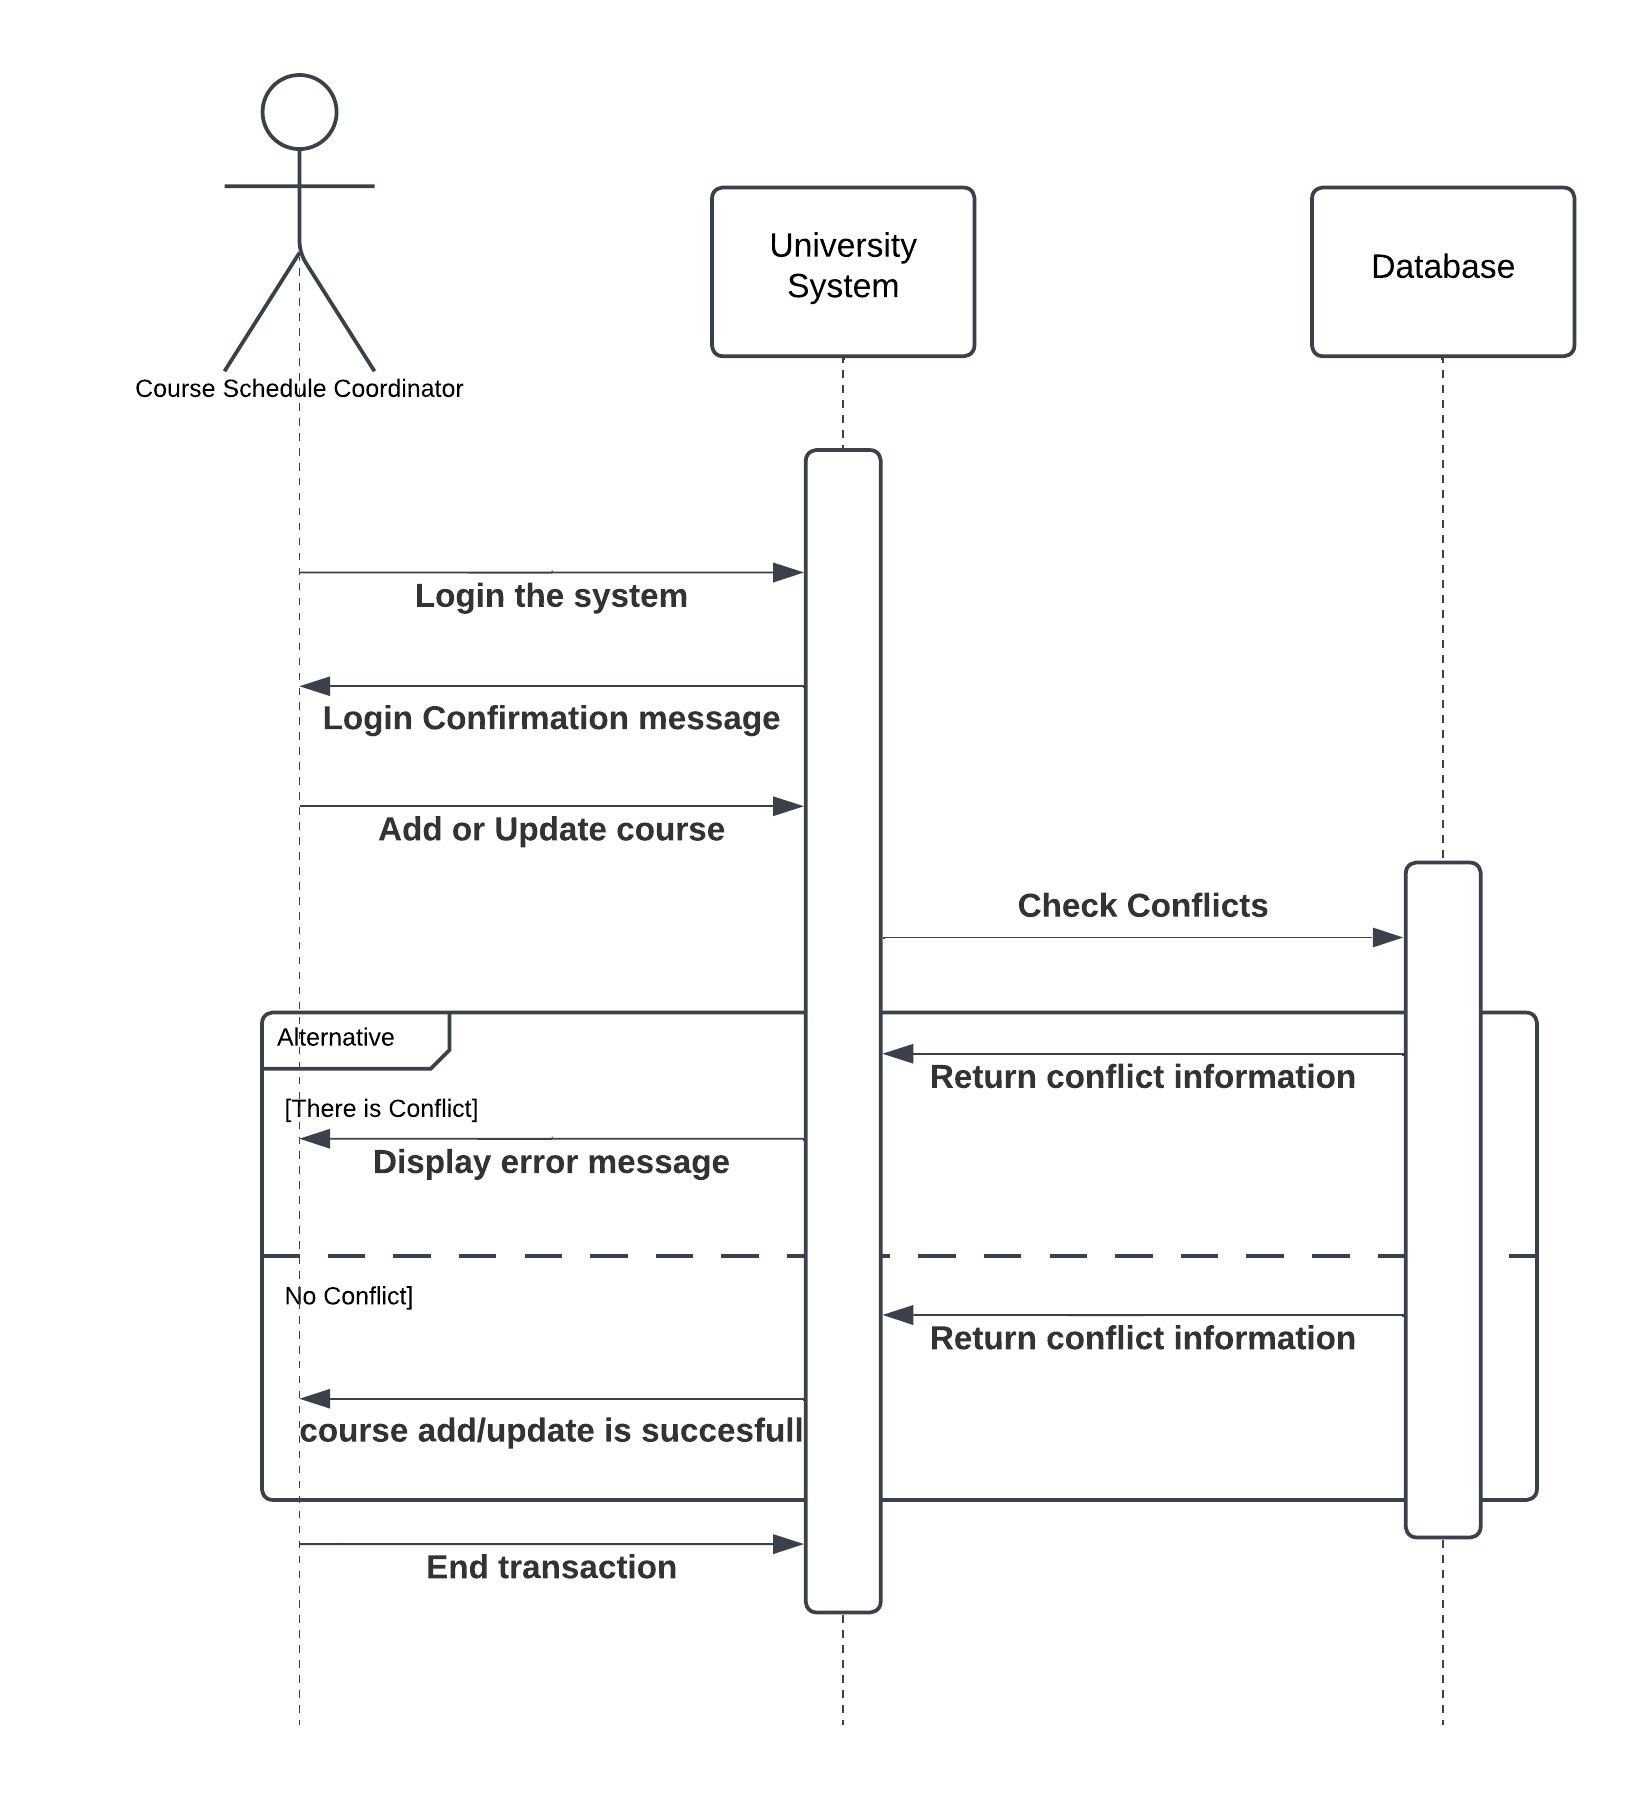 Course Schedule Coordinator
University
System
Database
Login the system
Login Confirmation message
Add or Update course
Check Conflicts
Alternative
Return conflict information
[There is Conflict]
Display error message
No Conflict]
Return conflict information
course add/update is succesfull
End transaction